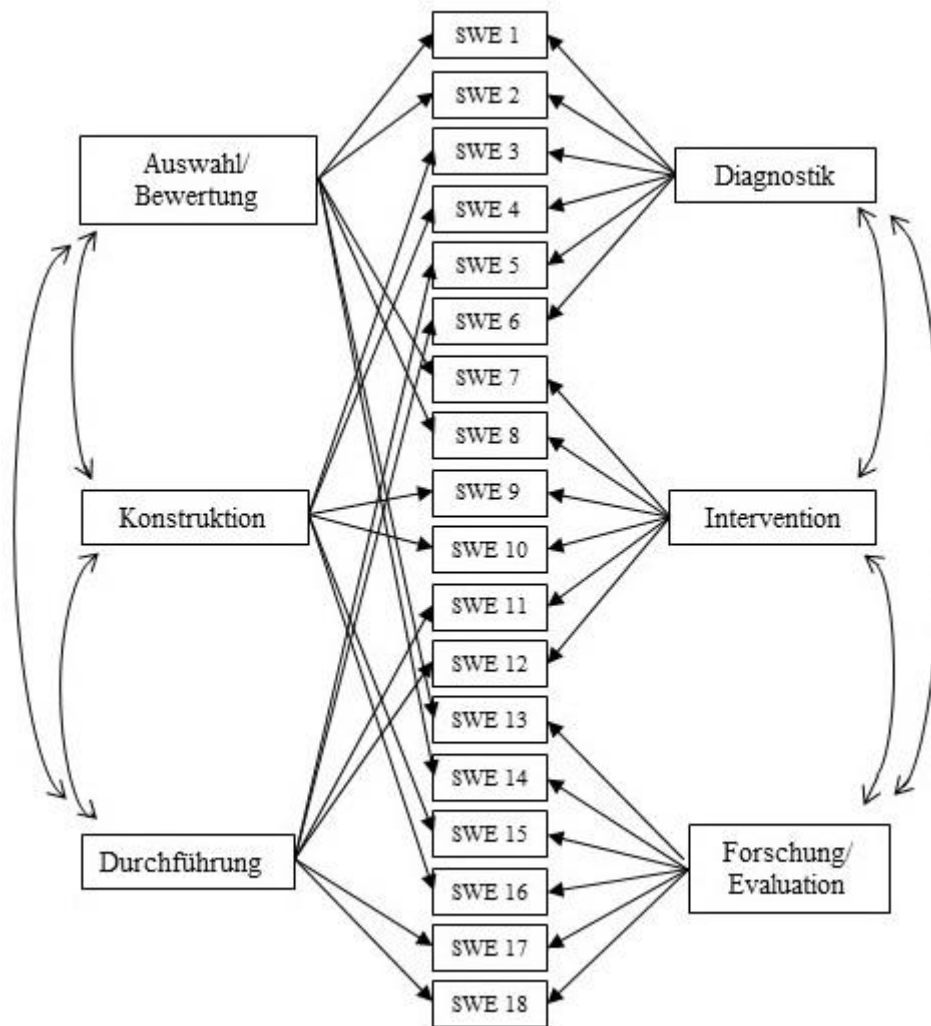 SWE 1
SWE 2
SWE 3
SWE 4
SWE 5
SWE 6
SWE 7
SWE 8
SWE 9
SWE 10
SWE 11
SWE 12
SWE 13
SWE 14
SWE 15
SWE 16
SWE 17
SWE 18
Auswahl/
Bewertung
Konstruktion
Durchführung
Diagnostik
Intervention
Forschung/
Evaluation